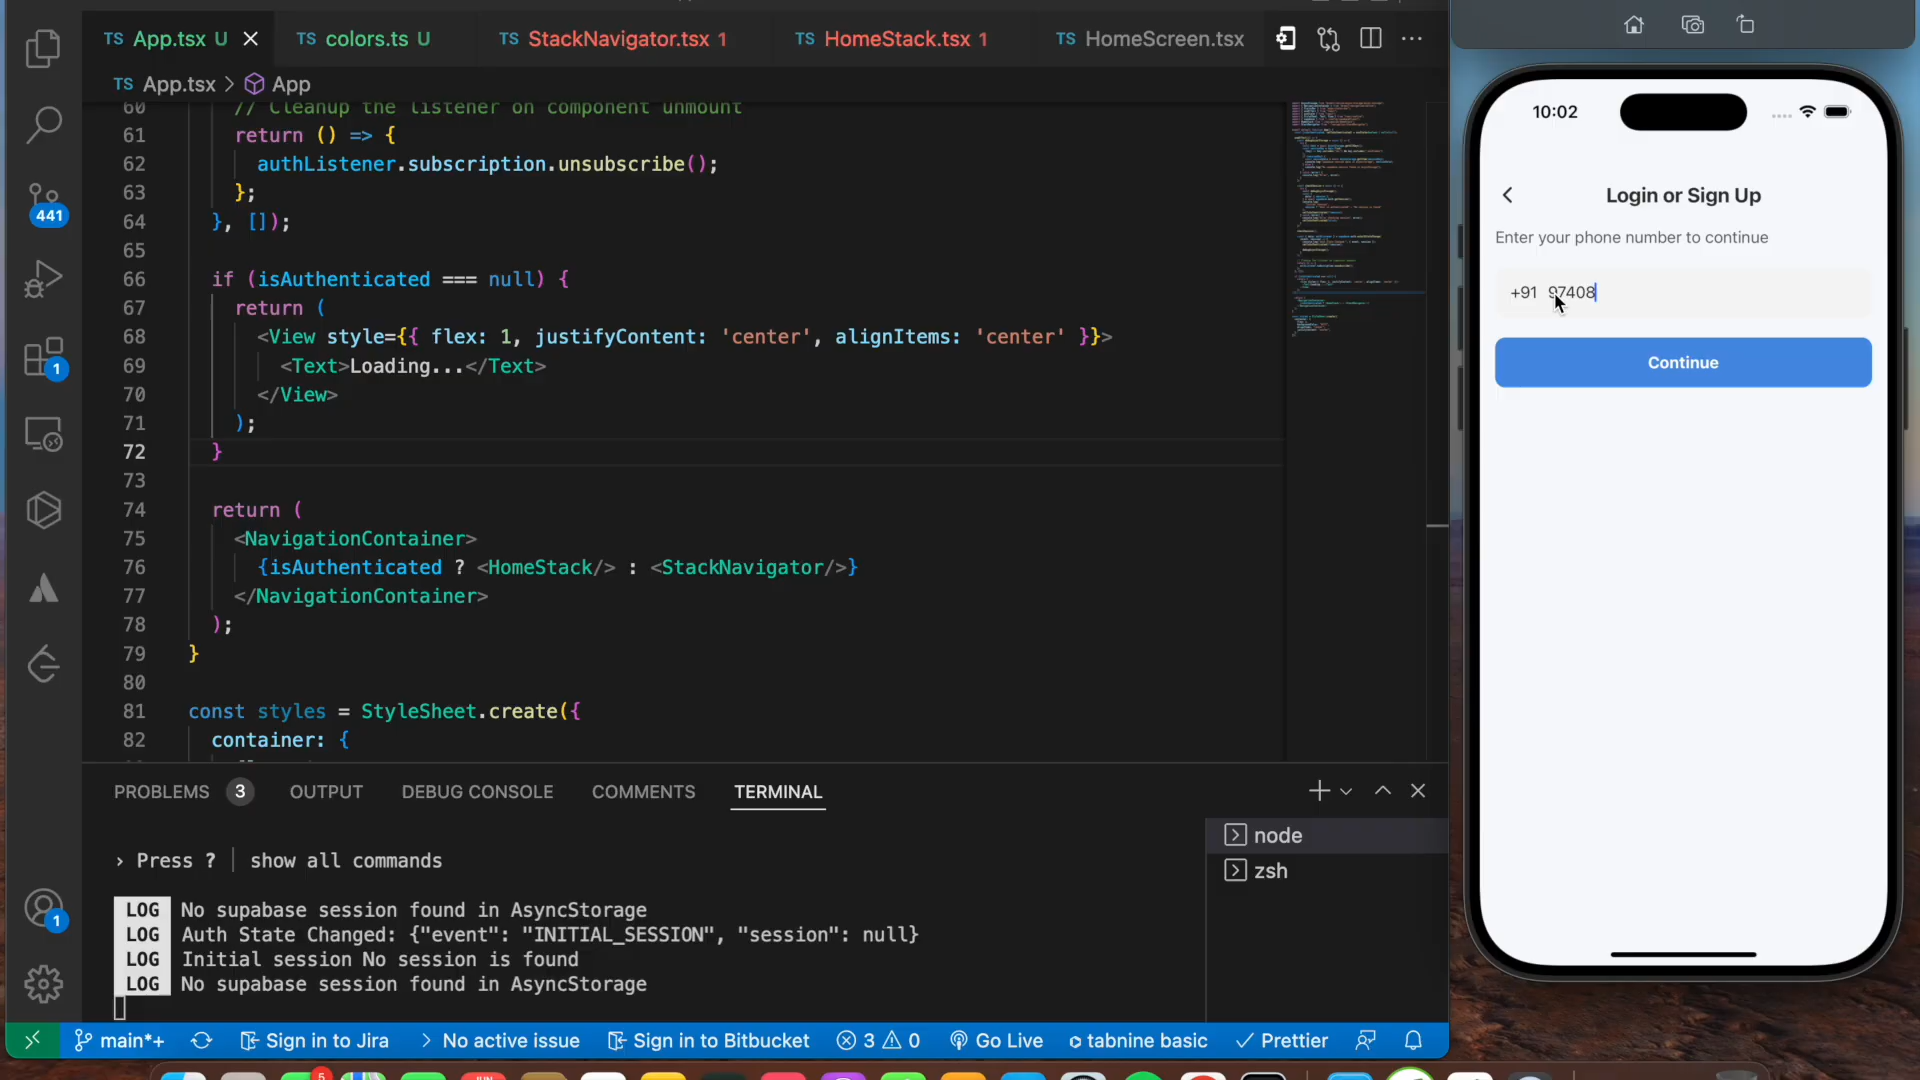 TS App.tsx U
TS colors.ts U
TS StackNavigator.tsx 1
TS HomeStack.tsx 1
TS HomeScreen.tsx
TS App.tsx > App
60 // Cleanup the listener on component unmount
61 return () => {
62 authListener.subscription.unsubscribe();
63 };
64 }, []);
65
66 if (isAuthenticated === null) {
67 return (
68 <View style={{ flex: 1, justifyContent: 'center', alignItems: 'center' }}>
69 <Text>Loading...</Text>
70 </View>
71 );
72 }
73
74 return (
75 <NavigationContainer>
76 {isAuthenticated ? <HomeStack/> : <StackNavigator/>}
77 </NavigationContainer>
78 );
79 }
80
81 const styles = StyleSheet.create({
82 container: {
441
1
1
PROBLEMS 3
OUTPUT
DEBUG CONSOLE
COMMENTS
TERMINAL
› Press ? │ show all commands
LOG No supabase session found in AsyncStorage
LOG Auth State Changed: {"event": "INITIAL_SESSION", "session": null}
LOG Initial session No session is found
LOG No supabase session found in AsyncStorage
node
zsh
main*+
Sign in to Jira
No active issue
Sign in to Bitbucket
3
0
Go Live
tabnine basic
Prettier
5
10:02
Login or Sign Up
Enter your phone number to continue
+91 97408
Continue